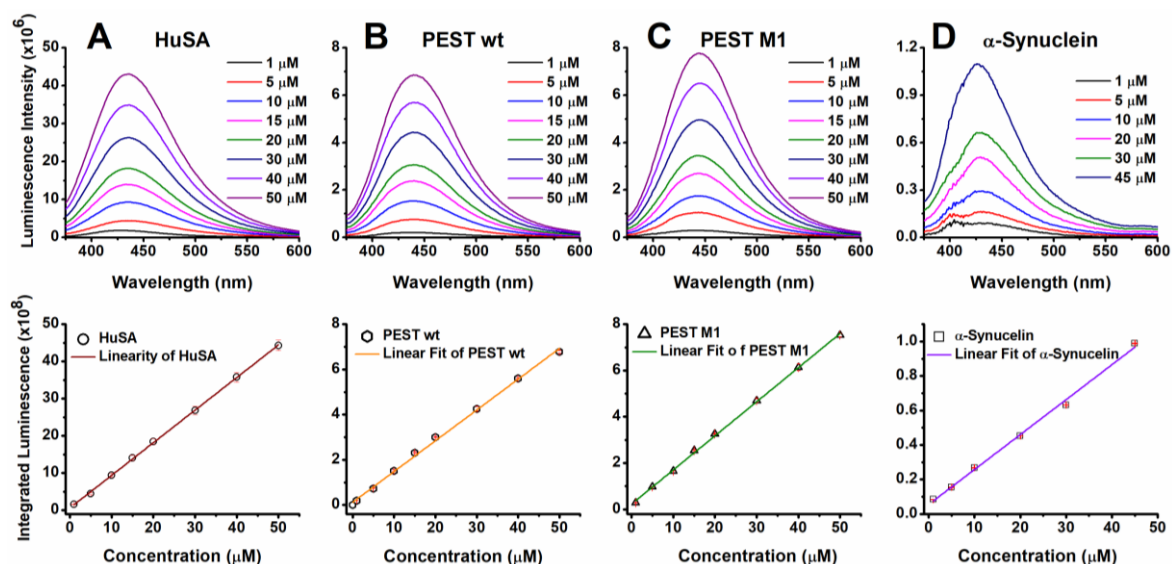 A HuSA
B PEST wt
C PEST M1
D α-Synuclein
Luminescence Intensity (x10⁶)
50
40
30
20
10
0
1 μM
5 μM
10 μM
15 μM
20 μM
30 μM
40 μM
50 μM
400 450 500 550 600
Wavelength (nm)
8
6
4
2
0
1 μM
5 μM
10 μM
15 μM
20 μM
30 μM
40 μM
50 μM
400 450 500 550 600
Wavelength (nm)
8
6
4
2
0
1 μM
5 μM
10 μM
15 μM
20 μM
30 μM
40 μM
50 μM
400 450 500 550 600
Wavelength (nm)
1.2
0.9
0.6
0.3
0.0
1 μM
5 μM
10 μM
20 μM
30 μM
45 μM
400 450 500 550 600
Wavelength (nm)
Integrated Luminescence (x10⁸)
50
40
30
20
10
0
HuSA
Linearity of HuSA
0 10 20 30 40 50
Concentration (μM)
8
6
4
2
0
PEST wt
Linear Fit of PEST wt
0 10 20 30 40 50
Concentration (μM)
8
6
4
2
0
PEST M1
Linear Fit o f PEST M1
0 10 20 30 40 50
Concentration (μM)
1.0
0.8
0.6
0.4
0.2
0.0
α-Synucelin
Linear Fit of α-Synucelin
0 10 20 30 40 50
Concentration (μM)